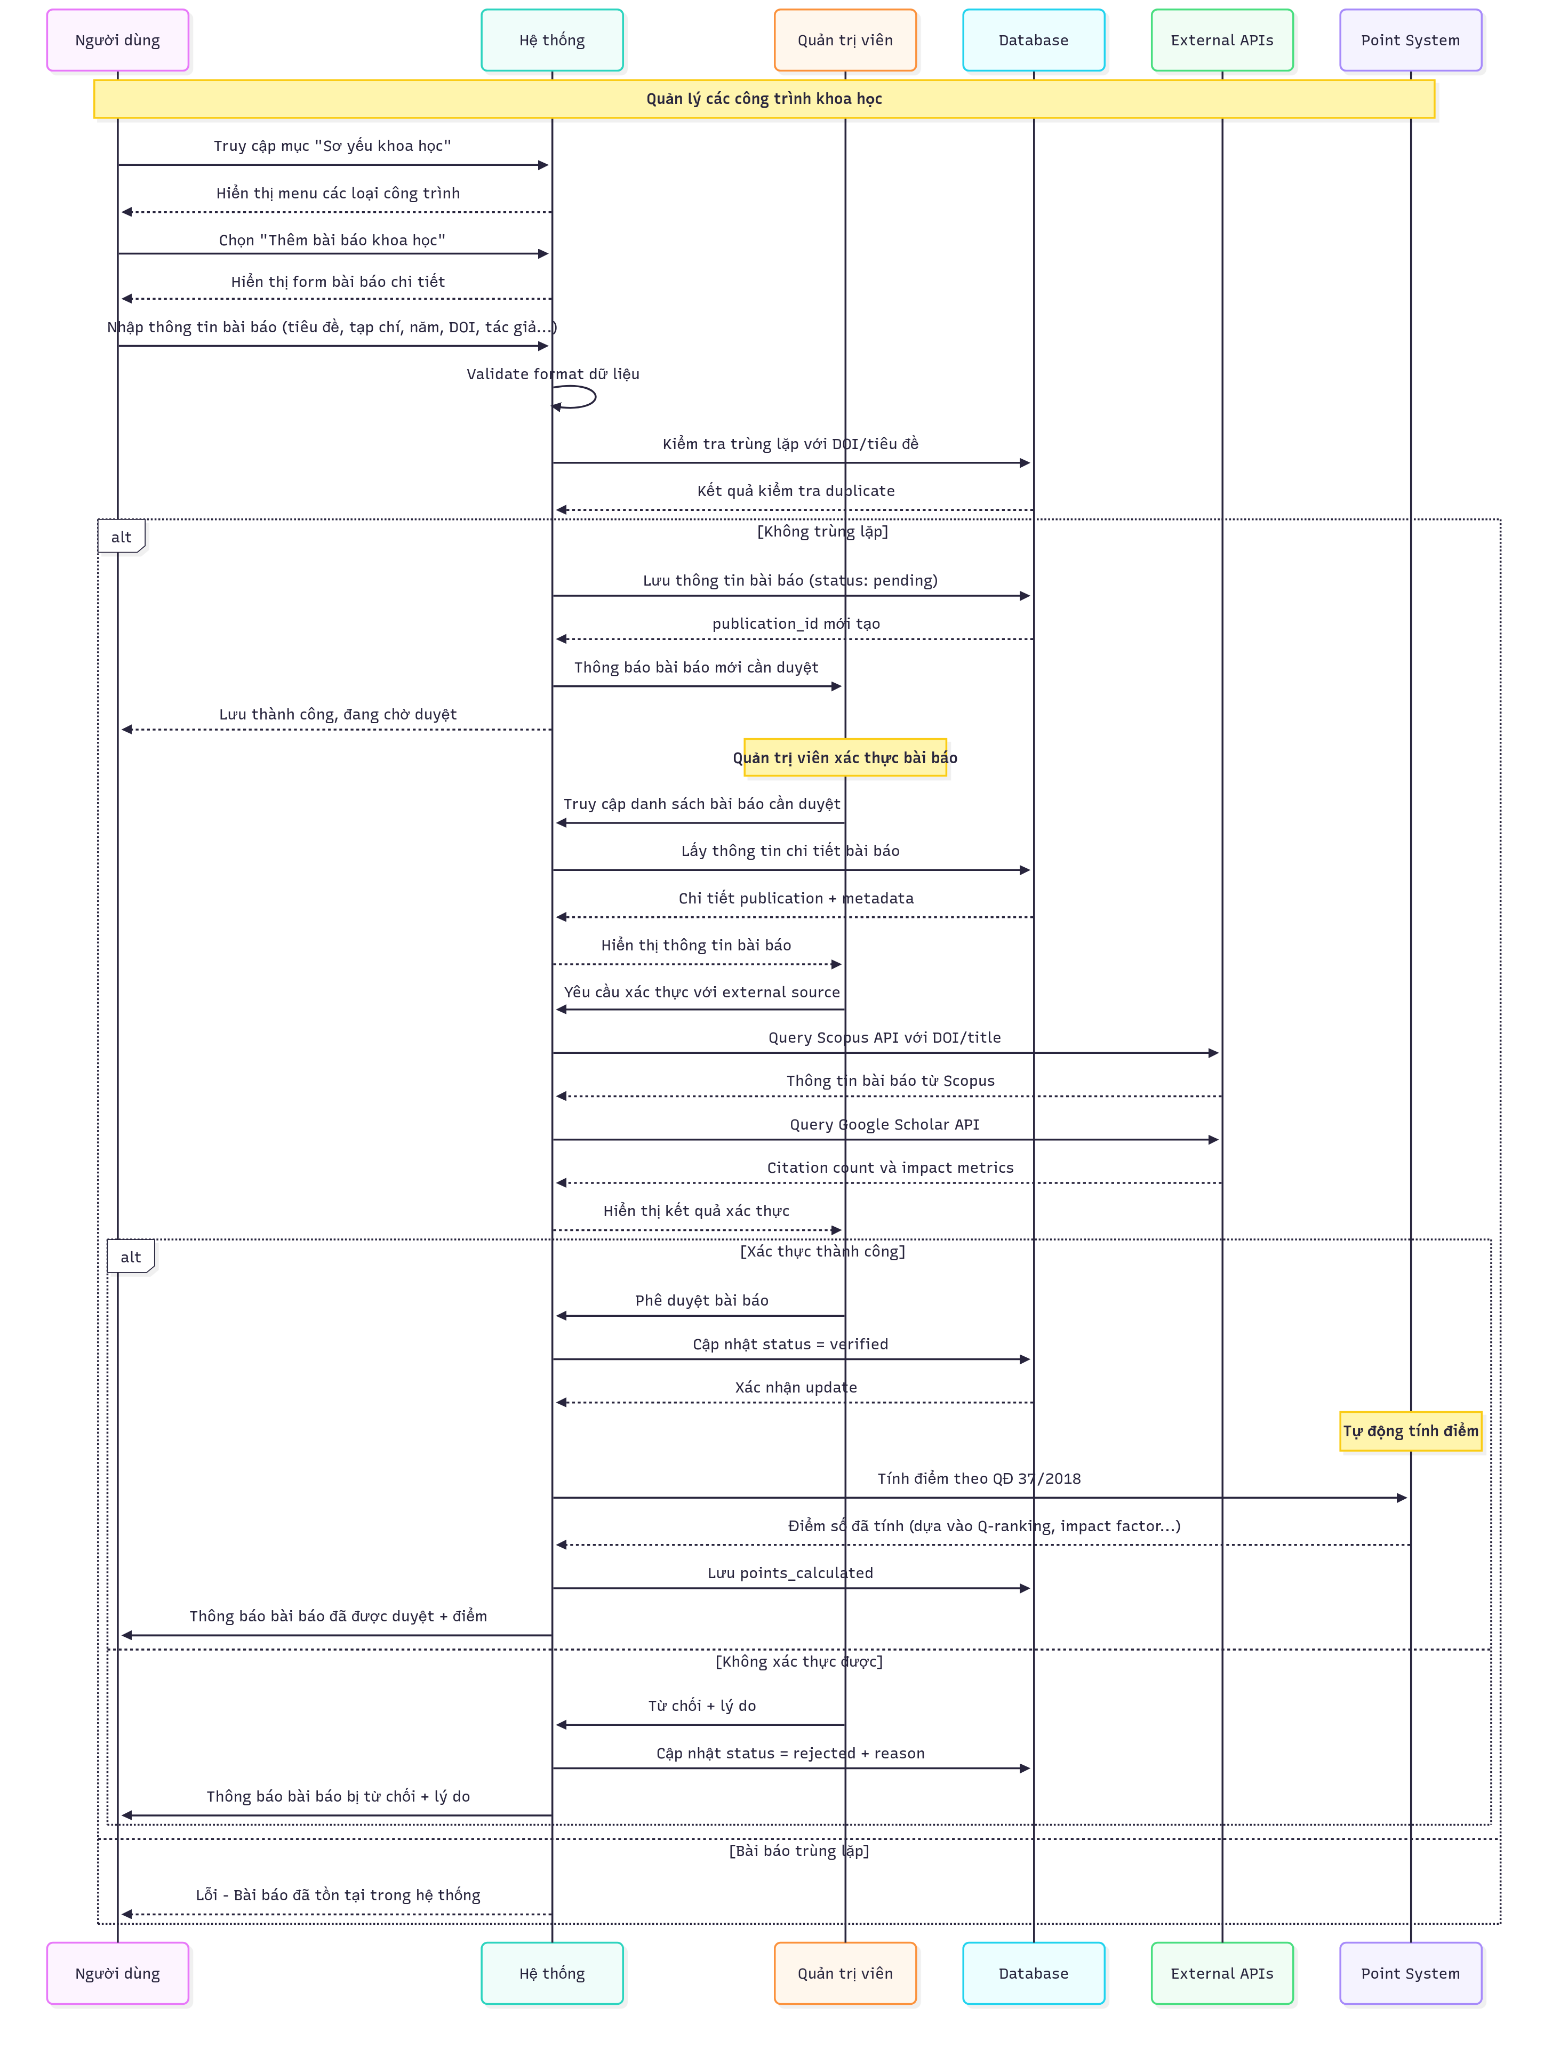 Người dùng
Hệ thống
Quản trị viên
Database
External APIs
Point System
Quản lý các công trình khoa học
Truy cập mục "Sơ yếu khoa học"
Hiển thị menu các loại công trình
Chọn "Thêm bài báo khoa học"
Hiển thị form bài báo chi tiết
Nhập thông tin bài báo (tiêu đề, tạp chí, năm, DOI, tác giả...)
Validate format dữ liệu
Kiểm tra trùng lặp với DOI/tiêu đề
Kết quả kiểm tra duplicate
alt
[Không trùng lặp]
Lưu thông tin bài báo (status: pending)
publication_id mới tạo
Thông báo bài báo mới cần duyệt
Lưu thành công, đang chờ duyệt
Quản trị viên xác thực bài báo
Truy cập danh sách bài báo cần duyệt
Lấy thông tin chi tiết bài báo
Chi tiết publication + metadata
Hiển thị thông tin bài báo
Yêu cầu xác thực với external source
Query Scopus API với DOI/title
Thông tin bài báo từ Scopus
Query Google Scholar API
Citation count và impact metrics
Hiển thị kết quả xác thực
alt
[Xác thực thành công]
Phê duyệt bài báo
Cập nhật status = verified
Xác nhận update
Tự động tính điểm
Tính điểm theo QĐ 37/2018
Điểm số đã tính (dựa vào Q-ranking, impact factor...)
Lưu points_calculated
Thông báo bài báo đã được duyệt + điểm
[Không xác thực được]
Từ chối + lý do
Cập nhật status = rejected + reason
Thông báo bài báo bị từ chối + lý do
[Bài báo trùng lặp]
Lỗi - Bài báo đã tồn tại trong hệ thống
Người dùng
Hệ thống
Quản trị viên
Database
External APIs
Point System